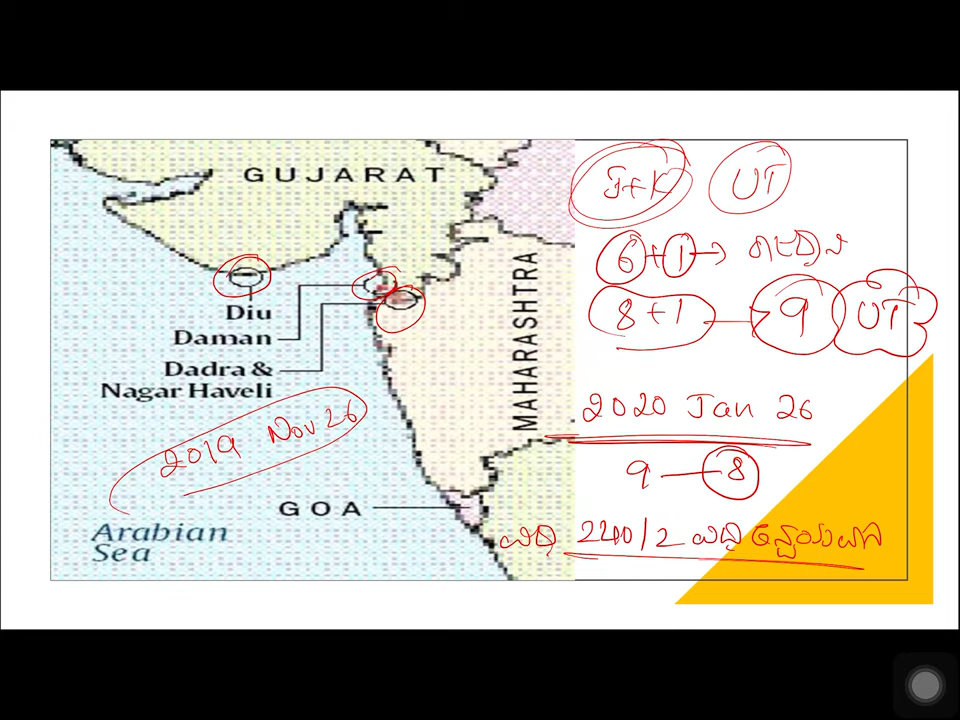 GUJARAT
J+K UT
6+1→
8+1 — 9 UT
Diu
Daman
Dadra &
Nagar Haveli
MAHARASHTRA
2019 Nov 26
2020 Jan 26
9 — 8
GOA
Arabian
Sea